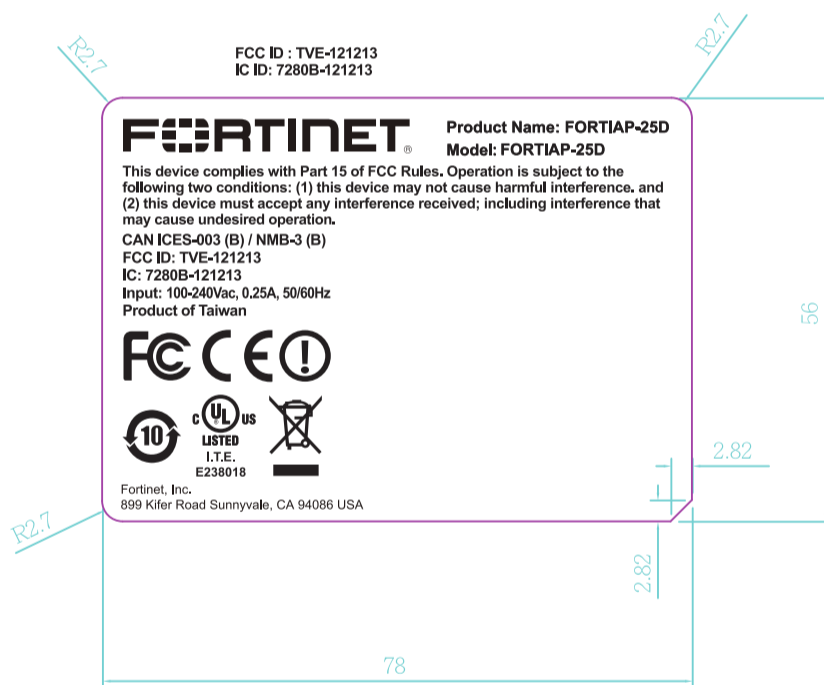 R2.7
R2.7
FCC ID : TVE-121213
IC ID: 7280B-121213
FORTINET®
Product Name: FORTIAP-25D
Model: FORTIAP-25D
This device complies with Part 15 of FCC Rules. Operation is subject to the
following two conditions: (1) this device may not cause harmful interference. and
(2) this device must accept any interference received; including interference that
may cause undesired operation.
CAN ICES-003 (B) / NMB-3 (B)
FCC ID: TVE-121213
IC: 7280B-121213
Input: 100-240Vac, 0.25A, 50/60Hz
Product of Taiwan
56
FC CE
10
C UL US
LISTED
I.T.E.
E238018
2.82
Fortinet, Inc.
899 Kifer Road Sunnyvale, CA 94086 USA
R2.7
2.82
78